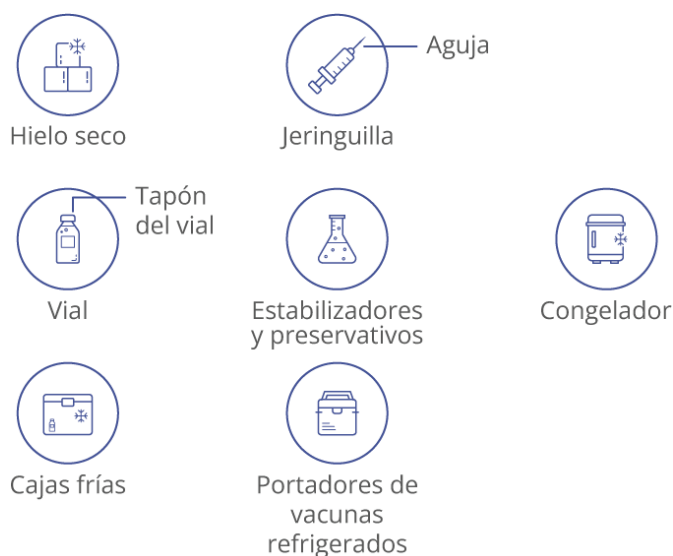 Aguja
Hielo seco
Jeringuilla
Tapón
del vial
Vial
Estabilizadores
y preservativos
Congelador
Cajas frías
Portadores de
vacunas
refrigerados